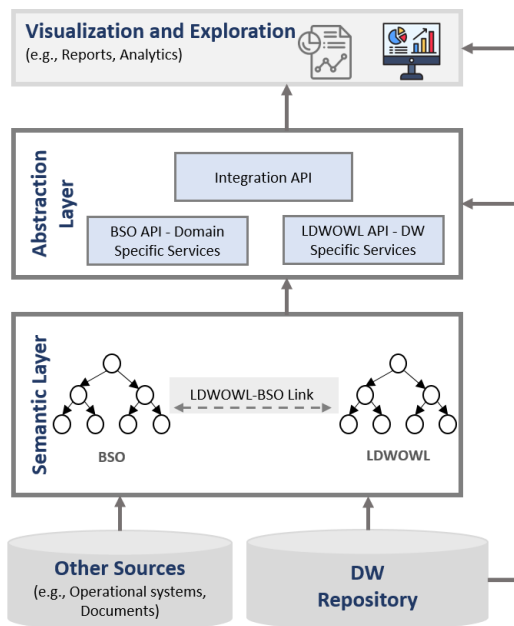 Visualization and Exploration
(e.g., Reports, Analytics)
Abstraction
Layer
Integration API
BSO API - Domain
Specific Services
LDWOWL API - DW
Specific Services
Semantic Layer
LDWOWL-BSO Link
BSO
LDWOWL
Other Sources
(e.g., Operational systems,
Documents)
DW
Repository